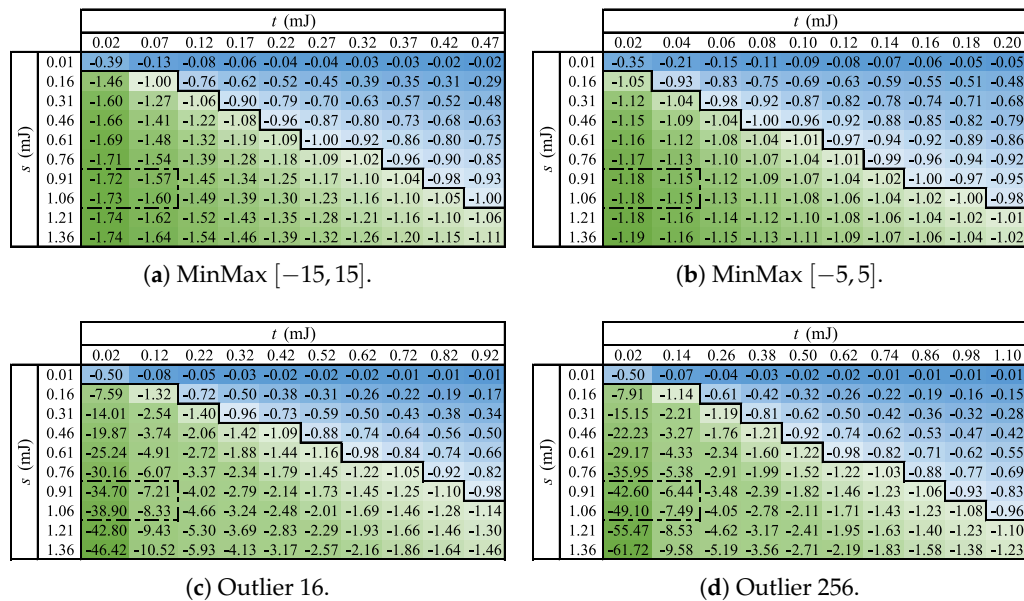 t (mJ)
0.02 0.07 0.12 0.17 0.22 0.27 0.32 0.37 0.42 0.47
s (mJ)
0.01 -0.39 -0.13 -0.08 -0.06 -0.04 -0.04 -0.03 -0.03 -0.02 -0.02
0.16 -1.46 -1.00 -0.76 -0.62 -0.52 -0.45 -0.39 -0.35 -0.31 -0.29
0.31 -1.60 -1.27 -1.06 -0.90 -0.79 -0.70 -0.63 -0.57 -0.52 -0.48
0.46 -1.66 -1.41 -1.22 -1.08 -0.96 -0.87 -0.80 -0.73 -0.68 -0.63
0.61 -1.69 -1.48 -1.32 -1.19 -1.09 -1.00 -0.92 -0.86 -0.80 -0.75
0.76 -1.71 -1.54 -1.39 -1.28 -1.18 -1.09 -1.02 -0.96 -0.90 -0.85
0.91 -1.72 -1.57 -1.45 -1.34 -1.25 -1.17 -1.10 -1.04 -0.98 -0.93
1.06 -1.73 -1.60 -1.49 -1.39 -1.30 -1.23 -1.16 -1.10 -1.05 -1.00
1.21 -1.74 -1.62 -1.52 -1.43 -1.35 -1.28 -1.21 -1.16 -1.10 -1.06
1.36 -1.74 -1.64 -1.54 -1.46 -1.39 -1.32 -1.26 -1.20 -1.15 -1.11
(a) MinMax [−15, 15].
t (mJ)
0.02 0.04 0.06 0.08 0.10 0.12 0.14 0.16 0.18 0.20
s (mJ)
0.01 -0.35 -0.21 -0.15 -0.11 -0.09 -0.08 -0.07 -0.06 -0.05 -0.05
0.16 -1.05 -0.93 -0.83 -0.75 -0.69 -0.63 -0.59 -0.55 -0.51 -0.48
0.31 -1.12 -1.04 -0.98 -0.92 -0.87 -0.82 -0.78 -0.74 -0.71 -0.68
0.46 -1.15 -1.09 -1.04 -1.00 -0.96 -0.92 -0.88 -0.85 -0.82 -0.79
0.61 -1.16 -1.12 -1.08 -1.04 -1.01 -0.97 -0.94 -0.92 -0.89 -0.86
0.76 -1.17 -1.13 -1.10 -1.07 -1.04 -1.01 -0.99 -0.96 -0.94 -0.92
0.91 -1.18 -1.15 -1.12 -1.09 -1.07 -1.04 -1.02 -1.00 -0.97 -0.95
1.06 -1.18 -1.15 -1.13 -1.11 -1.08 -1.06 -1.04 -1.02 -1.00 -0.98
1.21 -1.18 -1.16 -1.14 -1.12 -1.10 -1.08 -1.06 -1.04 -1.02 -1.01
1.36 -1.19 -1.16 -1.15 -1.13 -1.11 -1.09 -1.07 -1.06 -1.04 -1.02
(b) MinMax [−5, 5].
t (mJ)
0.02 0.12 0.22 0.32 0.42 0.52 0.62 0.72 0.82 0.92
s (mJ)
0.01 -0.50 -0.08 -0.05 -0.03 -0.02 -0.02 -0.02 -0.01 -0.01 -0.01
0.16 -7.59 -1.32 -0.72 -0.50 -0.38 -0.31 -0.26 -0.22 -0.19 -0.17
0.31 -14.01 -2.54 -1.40 -0.96 -0.73 -0.59 -0.50 -0.43 -0.38 -0.34
0.46 -19.87 -3.74 -2.06 -1.42 -1.09 -0.88 -0.74 -0.64 -0.56 -0.50
0.61 -25.24 -4.91 -2.72 -1.88 -1.44 -1.16 -0.98 -0.84 -0.74 -0.66
0.76 -30.16 -6.07 -3.37 -2.34 -1.79 -1.45 -1.22 -1.05 -0.92 -0.82
0.91 -34.70 -7.21 -4.02 -2.79 -2.14 -1.73 -1.45 -1.25 -1.10 -0.98
1.06 -38.90 -8.33 -4.66 -3.24 -2.48 -2.01 -1.69 -1.46 -1.28 -1.14
1.21 -42.80 -9.43 -5.30 -3.69 -2.83 -2.29 -1.93 -1.66 -1.46 -1.30
1.36 -46.42 -10.52 -5.93 -4.13 -3.17 -2.57 -2.16 -1.86 -1.64 -1.46
(c) Outlier 16.
t (mJ)
0.02 0.14 0.26 0.38 0.50 0.62 0.74 0.86 0.98 1.10
s (mJ)
0.01 -0.50 -0.07 -0.04 -0.03 -0.02 -0.02 -0.01 -0.01 -0.01 -0.01
0.16 -7.91 -1.14 -0.61 -0.42 -0.32 -0.26 -0.22 -0.19 -0.16 -0.15
0.31 -15.15 -2.21 -1.19 -0.81 -0.62 -0.50 -0.42 -0.36 -0.32 -0.28
0.46 -22.23 -3.27 -1.76 -1.21 -0.92 -0.74 -0.62 -0.53 -0.47 -0.42
0.61 -29.17 -4.33 -2.34 -1.60 -1.22 -0.98 -0.82 -0.71 -0.62 -0.55
0.76 -35.95 -5.38 -2.91 -1.99 -1.52 -1.22 -1.03 -0.88 -0.77 -0.69
0.91 -42.60 -6.44 -3.48 -2.39 -1.82 -1.46 -1.23 -1.06 -0.93 -0.83
1.06 -49.10 -7.49 -4.05 -2.78 -2.11 -1.71 -1.43 -1.23 -1.08 -0.96
1.21 -55.47 -8.53 -4.62 -3.17 -2.41 -1.95 -1.63 -1.40 -1.23 -1.10
1.36 -61.72 -9.58 -5.19 -3.56 -2.71 -2.19 -1.83 -1.58 -1.38 -1.23
(d) Outlier 256.